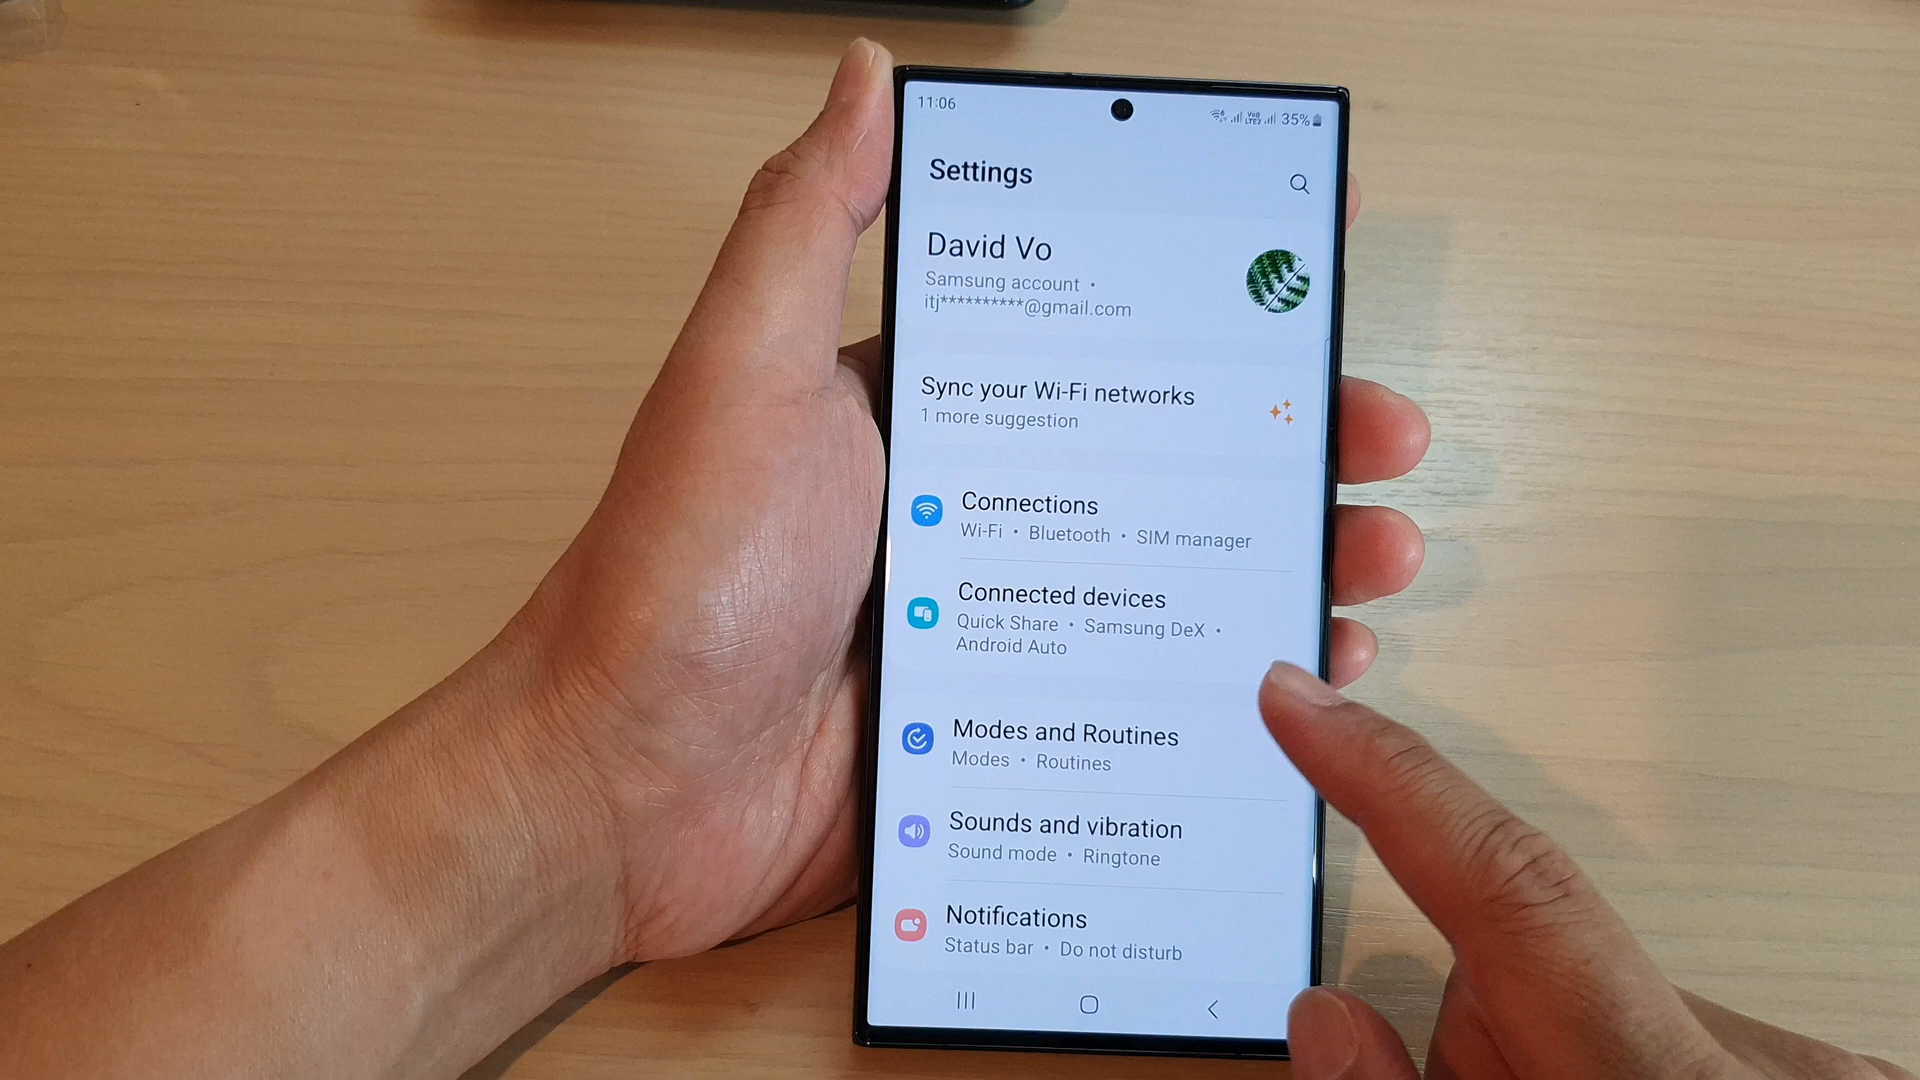 11:06
35%
Settings
David Vo
Samsung account •
itj**********@gmail.com
Sync your Wi-Fi networks
1 more suggestion
Connections
Wi-Fi • Bluetooth • SIM manager
Connected devices
Quick Share • Samsung DeX •
Android Auto
Modes and Routines
Modes • Routines
Sounds and vibration
Sound mode • Ringtone
Notifications
Status bar • Do not disturb